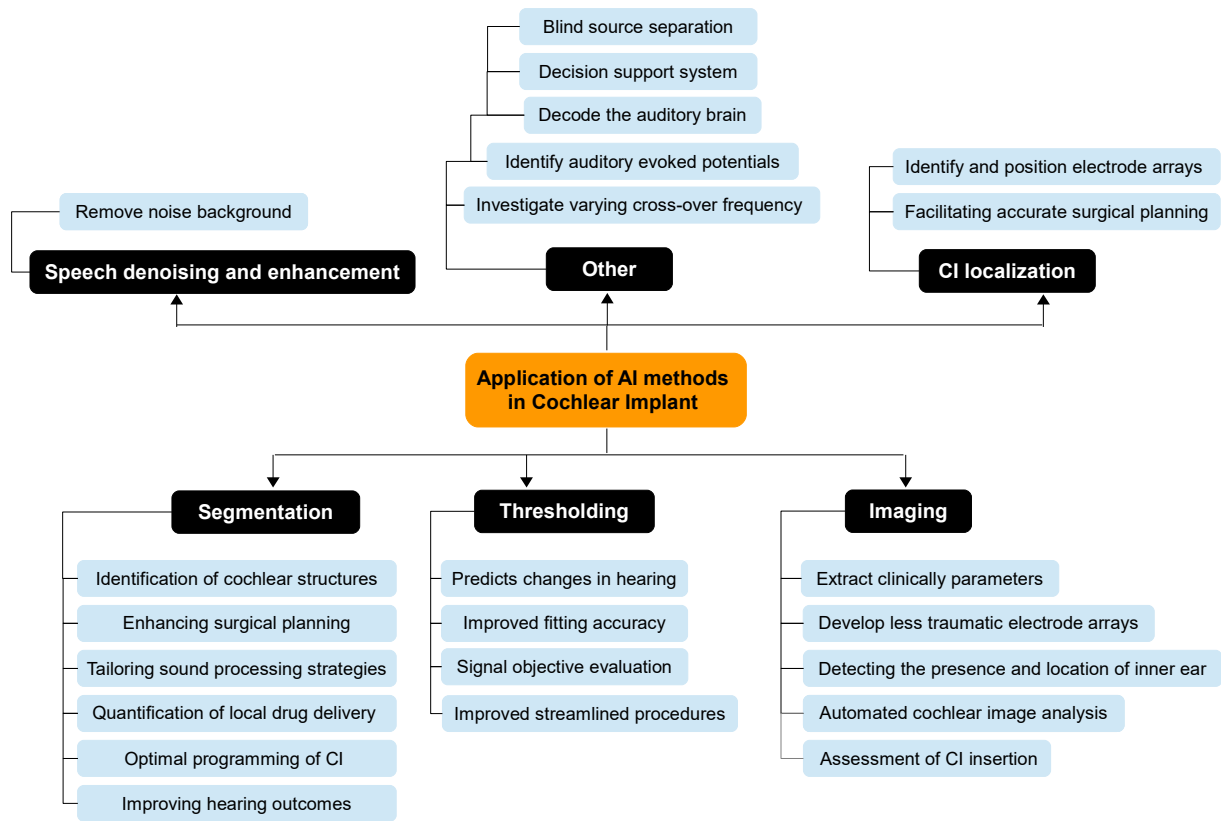 Blind source separation
Decision support system
Decode the auditory brain
Identify auditory evoked potentials
Investigate varying cross-over frequency
Other
Remove noise background
Speech denoising and enhancement
Identify and position electrode arrays
Facilitating accurate surgical planning
CI localization
Application of AI methods
in Cochlear Implant
Segmentation
Identification of cochlear structures
Enhancing surgical planning
Tailoring sound processing strategies
Quantification of local drug delivery
Optimal programming of CI
Improving hearing outcomes
Thresholding
Predicts changes in hearing
Improved fitting accuracy
Signal objective evaluation
Improved streamlined procedures
Imaging
Extract clinically parameters
Develop less traumatic electrode arrays
Detecting the presence and location of inner ear
Automated cochlear image analysis
Assessment of CI insertion